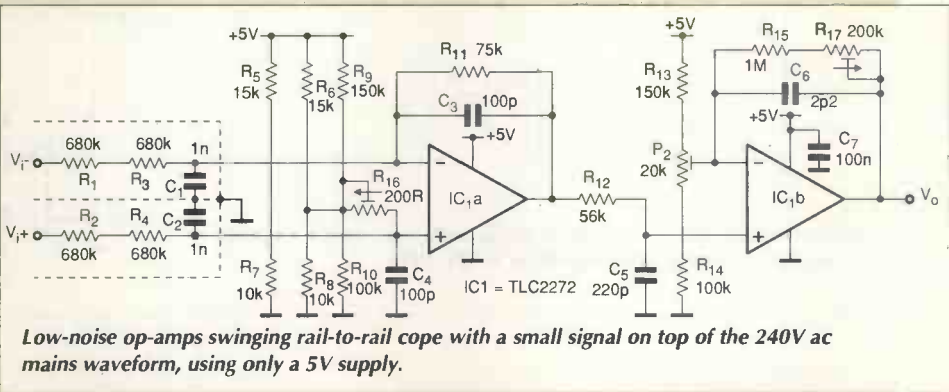 +5V
R11 75k
C3 100p
+5V
R5 15k
R6 15k
R9 150k
680k 680k 1n
Vi- R1 R3 C1
R16 200R
IC1a
R12 56k
Vi+ R2 R4 C2
680k 680k 1n
R7 10k
R8 10k
R10 100k
C4 100p
IC1 = TLC2272
C5 220p
+5V
R13 150k
P2 20k
R14 100k
R15 1M
R17 200k
C6 2p2
+5V
C7 100n
IC1b
Vo
Low-noise op-amps swinging rail-to-rail cope with a small signal on top of the 240V ac
mains waveform, using only a 5V supply.